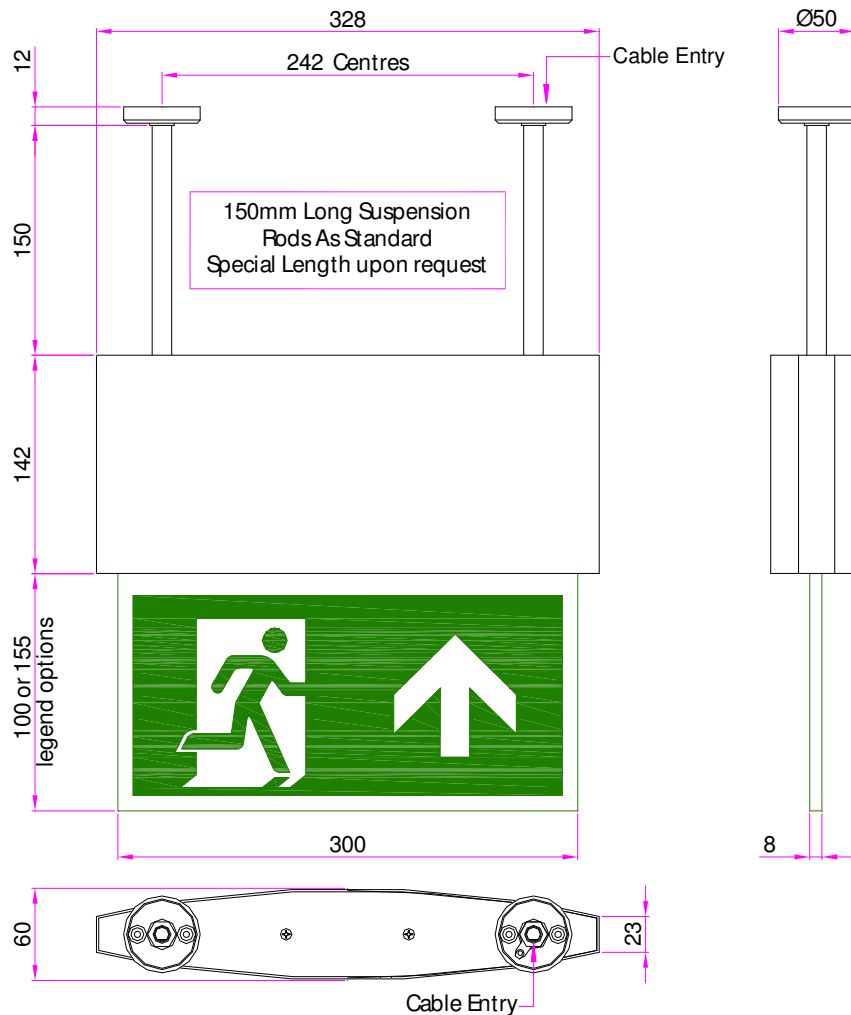 328
Ø50
12
242 Centres
Cable Entry
150
150mm Long Suspension
Rods As Standard
Special Length upon request
142
100 or 155
legend options
300
8
60
23
Cable Entry